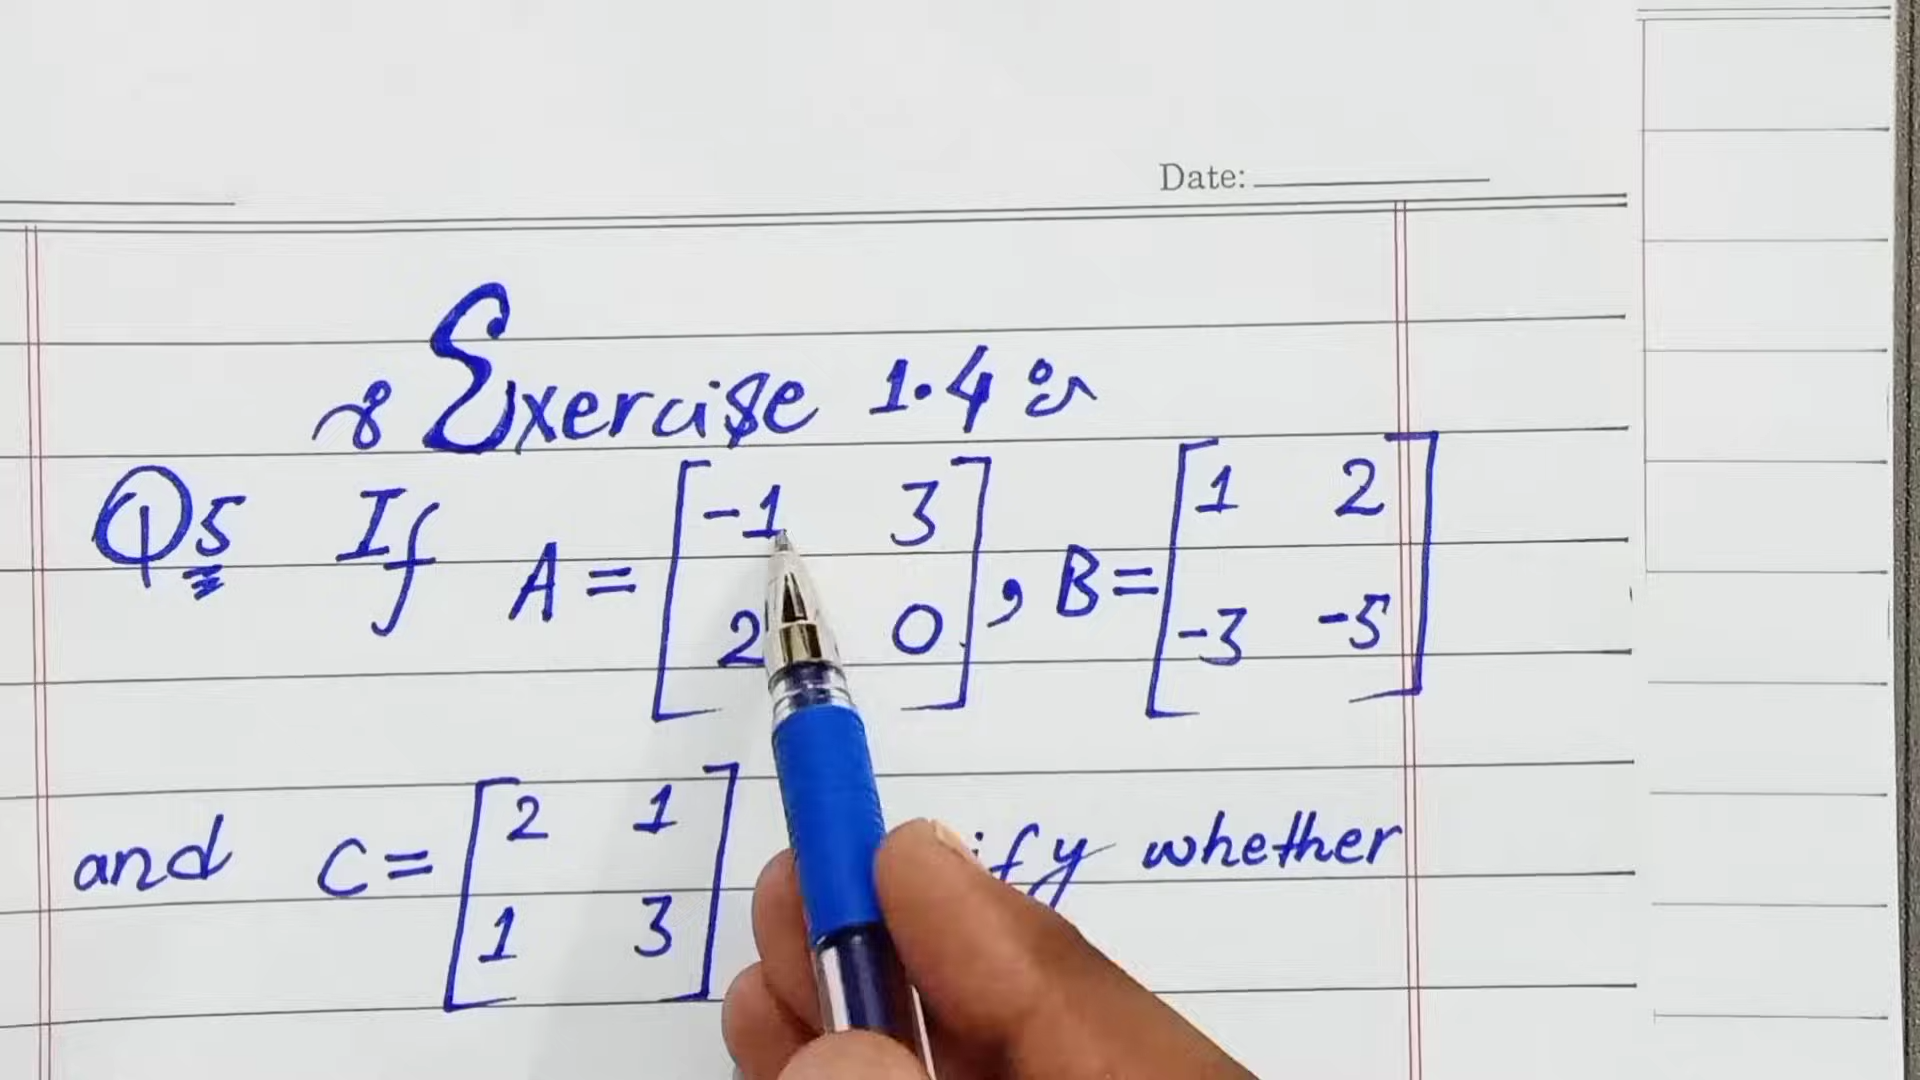 Date:
Exercise 1.4
Q5 If A = [-1 3
2 0], B = [1 2
-3 -5]
and C = [2 1
1 3] whether